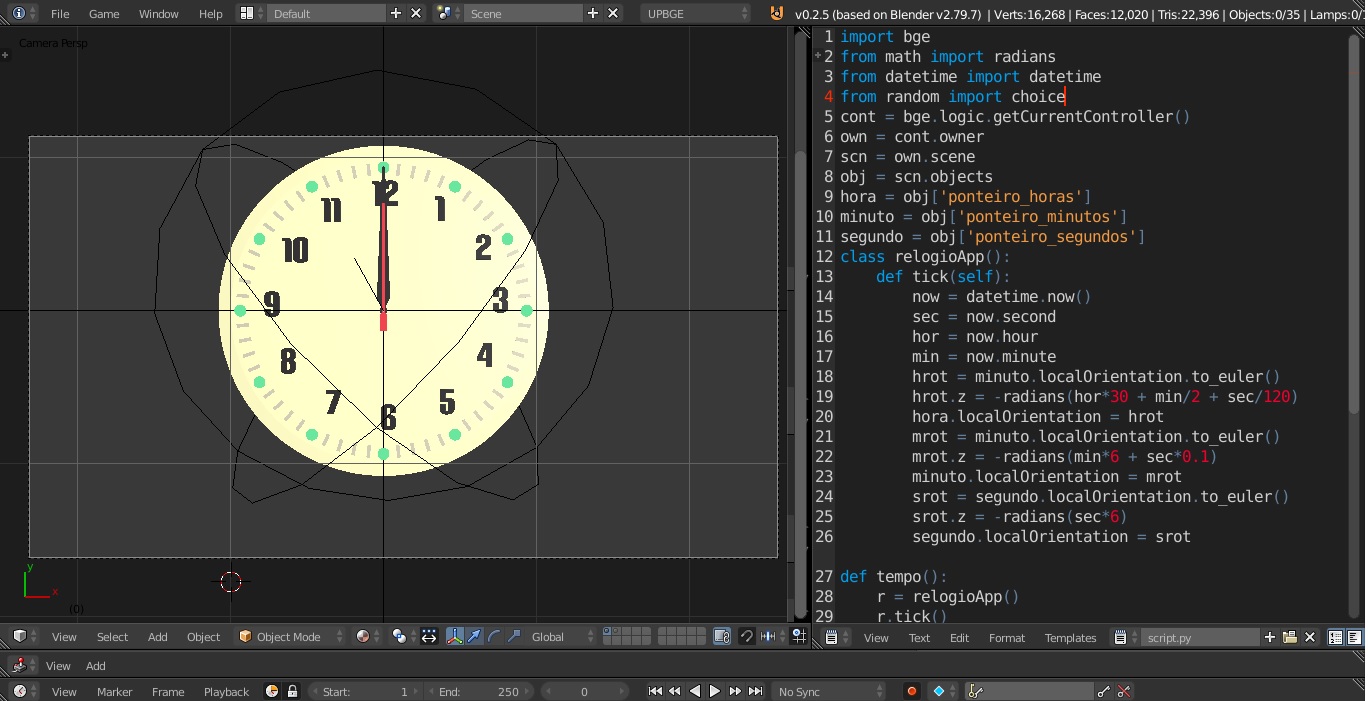 File Game Window Help Default Scene UPBGE v0.2.5 (based on Blender v2.79.7) | Verts:16,268 | Faces:12,020 | Tris:22,396 | Objects:0/35 | Lamps:0/
Camera Persp
12
1
2
3
4
5
6
7
8
9
10
11
y
x
(0)
1 import bge
2 from math import radians
3 from datetime import datetime
4 from random import choice
5 cont = bge.logic.getCurrentController()
6 own = cont.owner
7 scn = own.scene
8 obj = scn.objects
9 hora = obj['ponteiro_horas']
10 minuto = obj['ponteiro_minutos']
11 segundo = obj['ponteiro_segundos']
12 class relogioApp():
13     def tick(self):
14         now = datetime.now()
15         sec = now.second
16         hor = now.hour
17         min = now.minute
18         hrot = minuto.localOrientation.to_euler()
19         hrot.z = -radians(hor*30 + min/2 + sec/120)
20         hora.localOrientation = hrot
21         mrot = minuto.localOrientation.to_euler()
22         mrot.z = -radians(min*6 + sec*0.1)
23         minuto.localOrientation = mrot
24         srot = segundo.localOrientation.to_euler()
25         srot.z = -radians(sec*6)
26         segundo.localOrientation = srot
27 def tempo():
28     r = relogioApp()
29     r.tick()
View Select Add Object Object Mode Global
View Text Edit Format Templates script.py
View Add
View Marker Frame Playback Start: 1 End: 250 0 No Sync